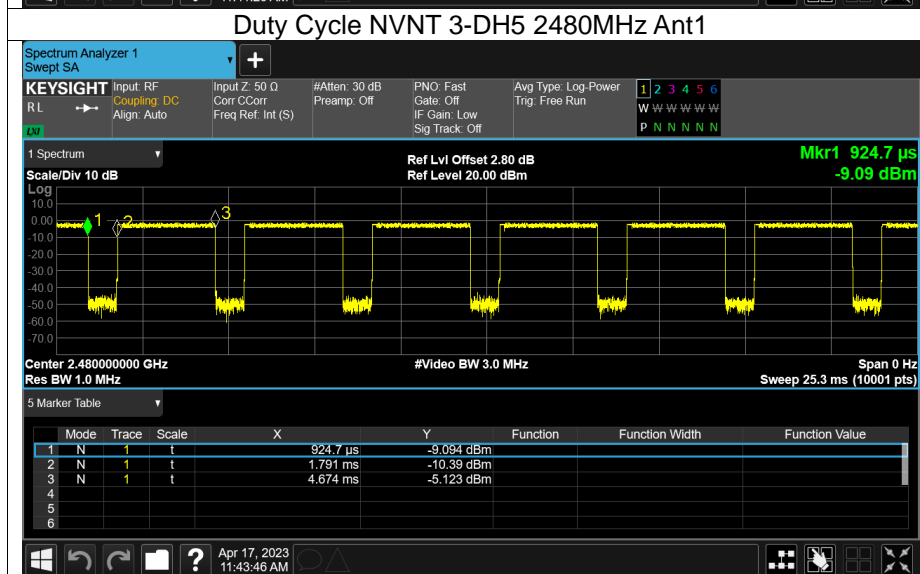 Duty Cycle NVNT 3-DH5 2480MHz Ant1
Spectrum Analyzer 1
Swept SA
+
KEYSIGHT
R L
LXI
Input: RF
Coupling: DC
Align: Auto
Input Z: 50 Ω
Corr CCorr
Freq Ref: Int (S)
#Atten: 30 dB
Preamp: Off
PNO: Fast
Gate: Off
IF Gain: Low
Sig Track: Off
Avg Type: Log-Power
Trig: Free Run
1 2 3 4 5 6
W W W W W W
P N N N N N
1 Spectrum
Scale/Div 10 dB
Ref Lvl Offset 2.80 dB
Ref Level 20.00 dBm
Mkr1 924.7 µs
-9.09 dBm
Log
10.0
0.00
-10.0
-20.0
-30.0
-40.0
-50.0
-60.0
-70.0
1
2
3
Center 2.480000000 GHz
#Video BW 3.0 MHz
Span 0 Hz
Res BW 1.0 MHz
Sweep 25.3 ms (10001 pts)
5 Marker Table
Mode Trace Scale X Y Function Function Width Function Value
1 N 1 t 924.7 µs -9.094 dBm
2 N 1 t 1.791 ms -10.39 dBm
3 N 1 t 4.674 ms -5.123 dBm
4
5
6
?
Apr 17, 2023
11:43:46 AM